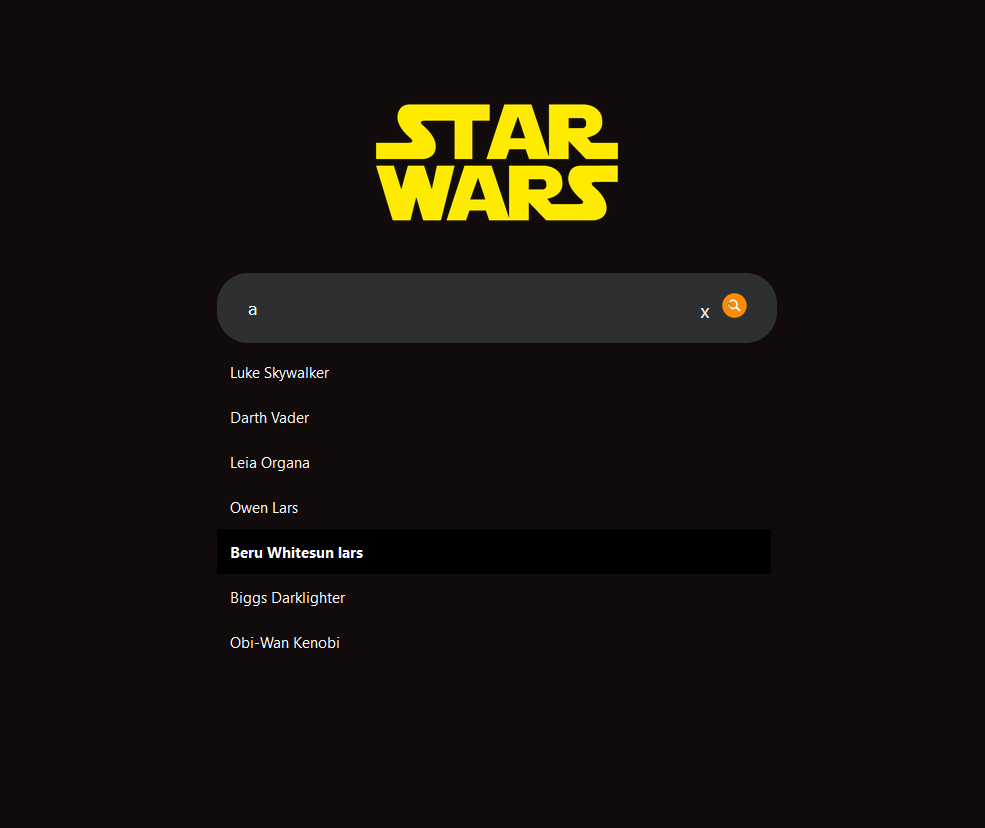 STAR
WARS
a
x
Luke Skywalker
Darth Vader
Leia Organa
Owen Lars
Beru Whitesun lars
Biggs Darklighter
Obi-Wan Kenobi